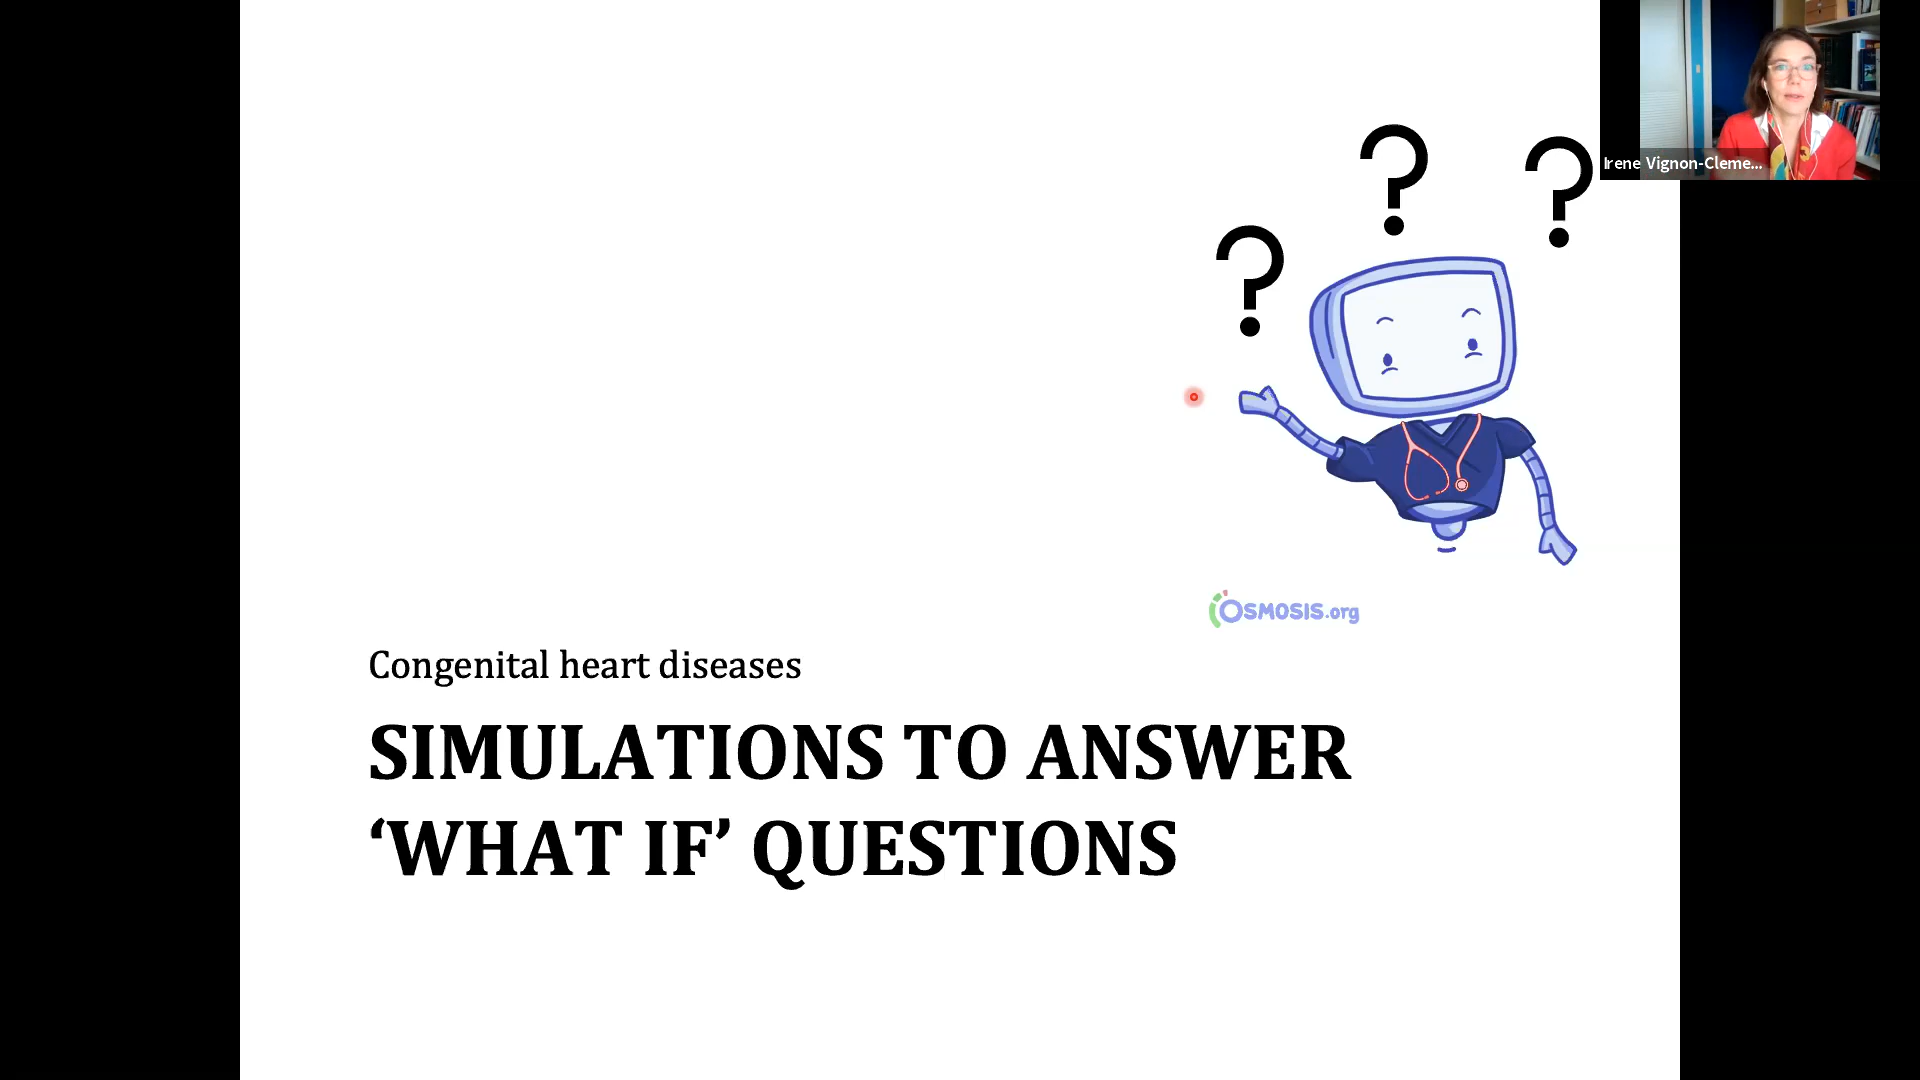 Irene Vignon-Cleme...
?
?
?
OSMOSIS.org
Congenital heart diseases
SIMULATIONS TO ANSWER
‘WHAT IF’ QUESTIONS